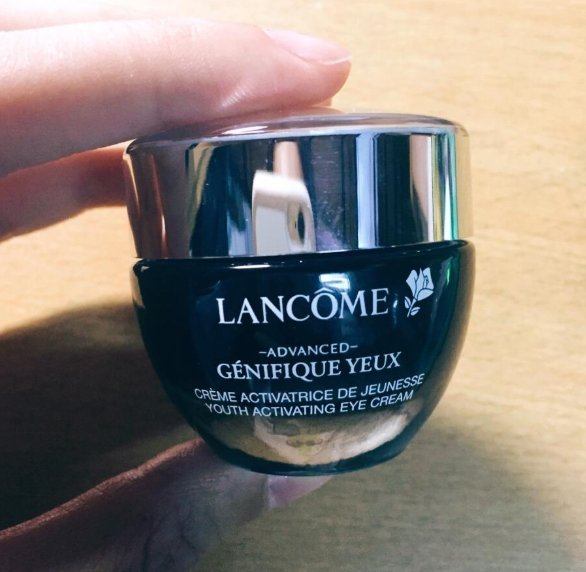 LANCÔME
-ADVANCED-
GÉNIFIQUE YEUX
CRÈME ACTIVATRICE DE JEUNESSE
YOUTH ACTIVATING EYE CREAM